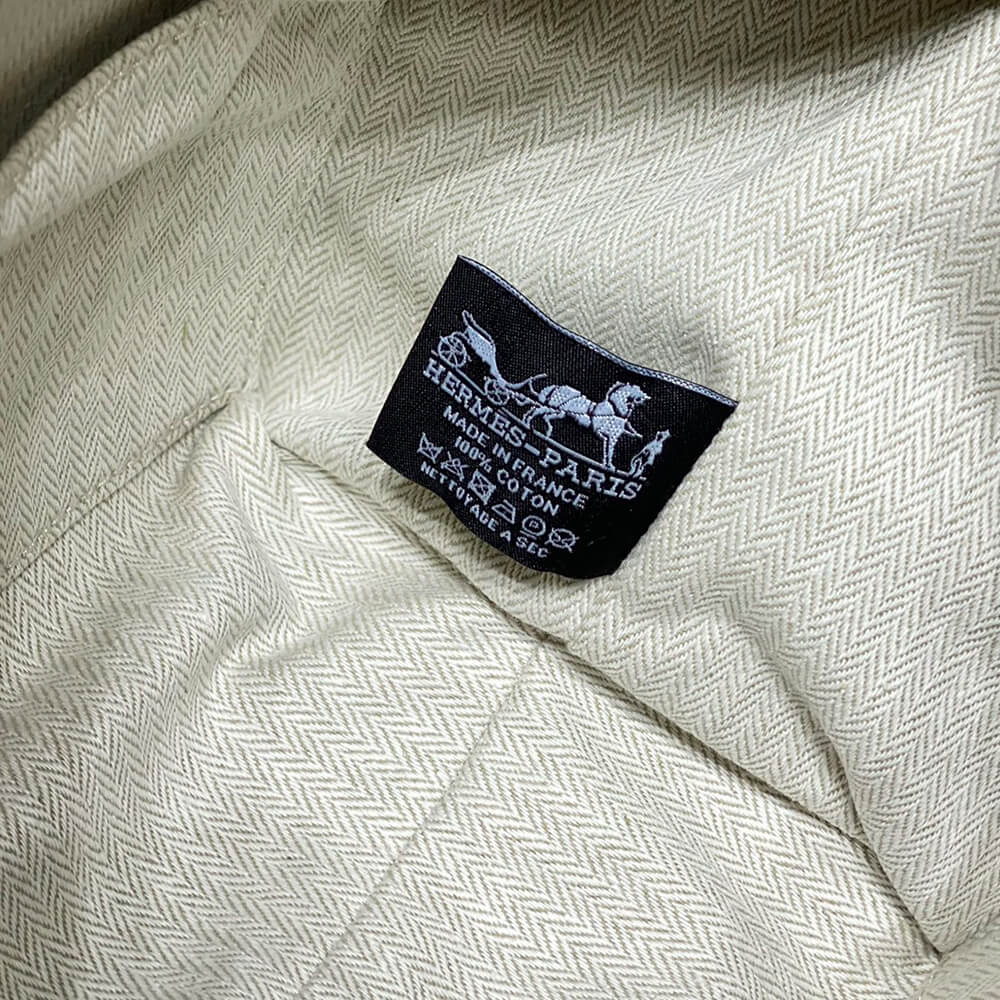 HERMES-PARIS
MADE IN FRANCE
100% COTON
NETTOYAGE A SEC